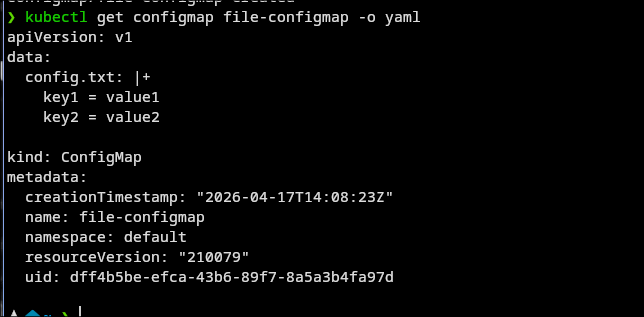 ❯ kubectl get configmap file-configmap -o yaml
apiVersion: v1
data:
  config.txt: |+
    key1 = value1
    key2 = value2

kind: ConfigMap
metadata:
  creationTimestamp: "2026-04-17T14:08:23Z"
  name: file-configmap
  namespace: default
  resourceVersion: "210079"
  uid: dff4b5be-efca-43b6-89f7-8a5a3b4fa97d